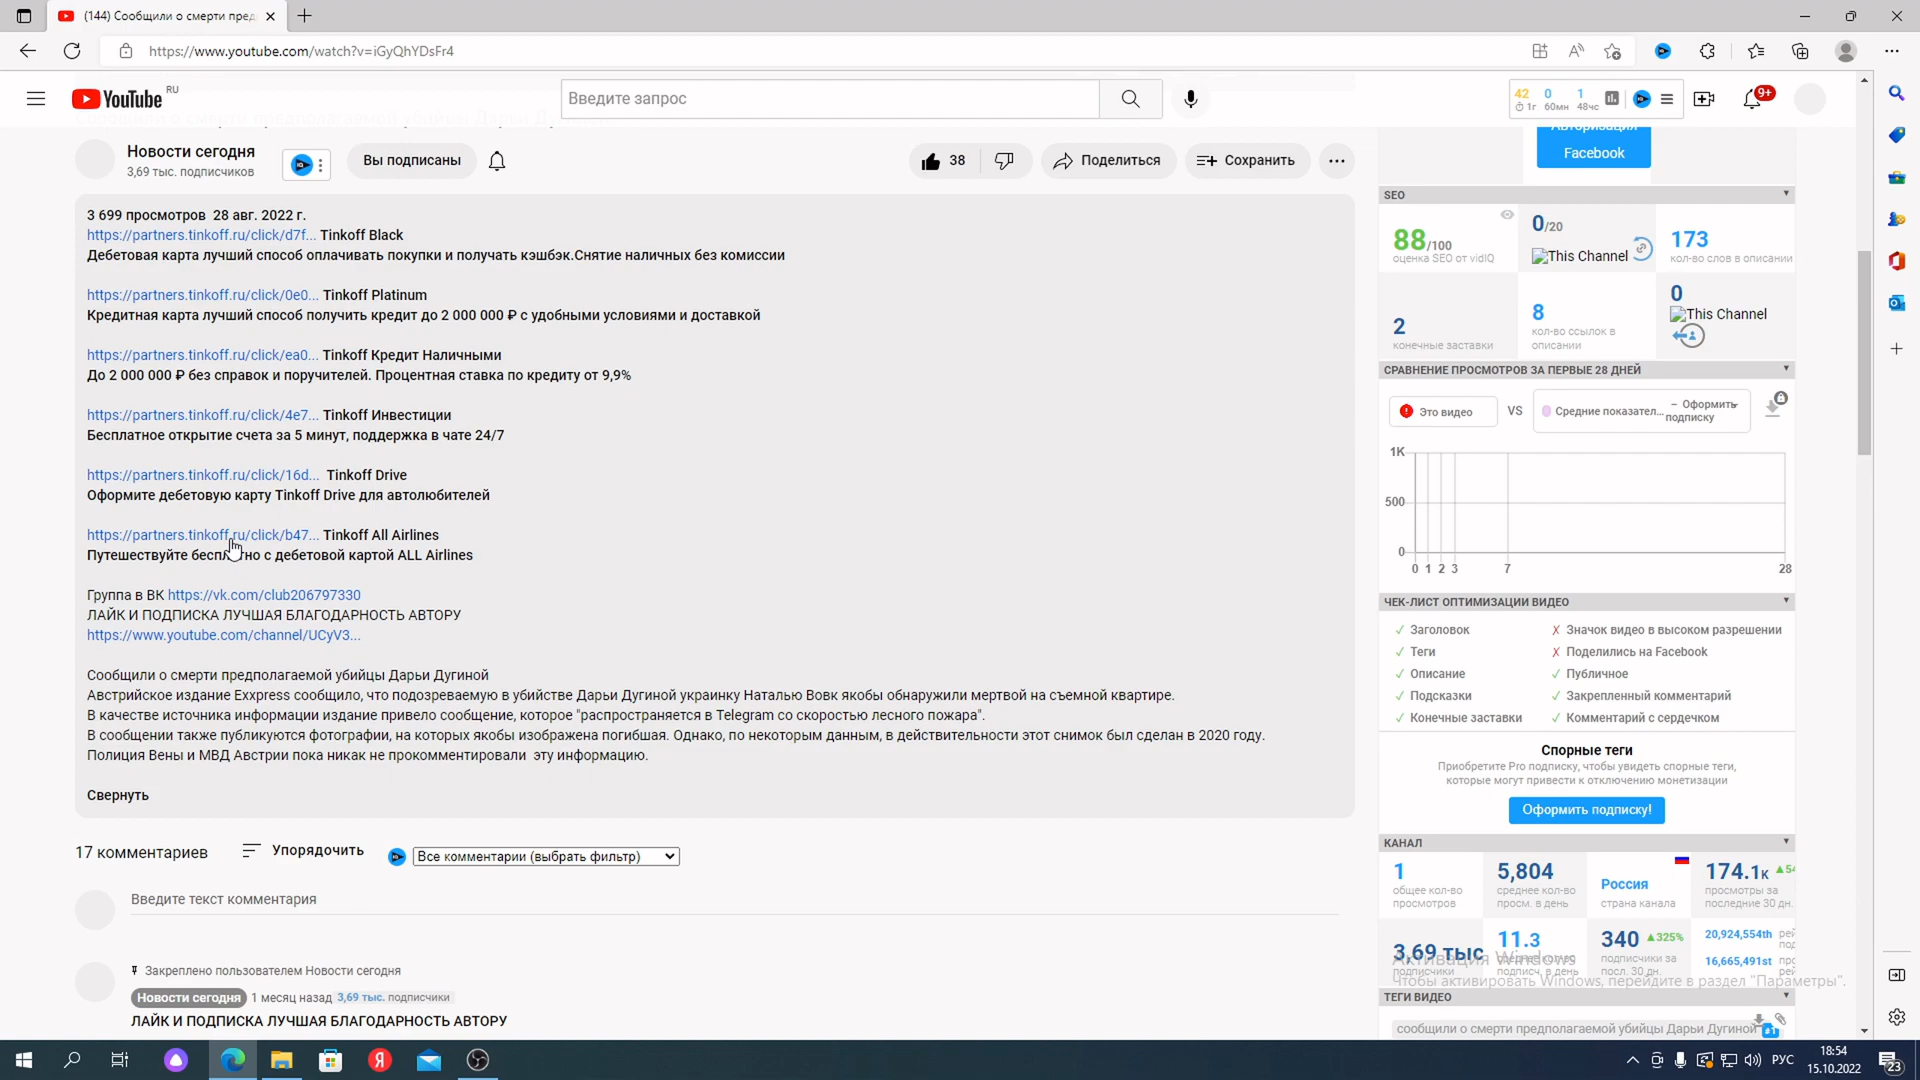 (144) Сообщили о смерти пред
https://www.youtube.com/watch?v=iGyQhYDsFr4
YouTube RU
Введите запрос
42 0 1
1г 60мн 48чс
9+
Новости сегодня
3,69 тыс. подписчиков
Вы подписаны
38
Поделиться
Сохранить
3 699 просмотров 28 авг. 2022 г.
https://partners.tinkoff.ru/click/d7f... Tinkoff Black
Дебетовая карта лучший способ оплачивать покупки и получать кэшбэк.Снятие наличных без комиссии
https://partners.tinkoff.ru/click/0e0... Tinkoff Platinum
Кредитная карта лучший способ получить кредит до 2 000 000 ₽ с удобными условиями и доставкой
https://partners.tinkoff.ru/click/ea0... Tinkoff Кредит Наличными
До 2 000 000 ₽ без справок и поручителей. Процентная ставка по кредиту от 9,9%
https://partners.tinkoff.ru/click/4e7... Tinkoff Инвестиции
Бесплатное открытие счета за 5 минут, поддержка в чате 24/7
https://partners.tinkoff.ru/click/16d... Tinkoff Drive
Оформите дебетовую карту Tinkoff Drive для автолюбителей
https://partners.tinkoff.ru/click/b47... Tinkoff All Airlines
Путешествуйте бесплатно с дебетовой картой ALL Airlines
Группа в ВК https://vk.com/club206797330
ЛАЙК И ПОДПИСКА ЛУЧШАЯ БЛАГОДАРНОСТЬ АВТОРУ
https://www.youtube.com/channel/UCyV3...
Сообщили о смерти предполагаемой убийцы Дарьи Дугиной
Австрийское издание Exxpress сообщило, что подозреваемую в убийстве Дарьи Дугиной украинку Наталью Вовк якобы обнаружили мертвой на съемной квартире.
В качестве источника информации издание привело сообщение, которое "распространяется в Telegram со скоростью лесного пожара".
В сообщении также публикуются фотографии, на которых якобы изображена погибшая. Однако, по некоторым данным, в действительности этот снимок был сделан в 2020 году.
Полиция Вены и МВД Австрии пока никак не прокомментировали эту информацию.
Свернуть
17 комментариев
Упорядочить
Все комментарии (выбрать фильтр)
Введите текст комментария
Закреплено пользователем Новости сегодня
Новости сегодня 1 месяц назад 3,69 тыс. подписчики
ЛАЙК И ПОДПИСКА ЛУЧШАЯ БЛАГОДАРНОСТЬ АВТОРУ
Авторизация
Facebook
SEO
88/100
оценка SEO от vidIQ
0/20
This Channel
173
кол-во слов в описании
2
конечные заставки
8
кол-во ссылок в
описании
0
This Channel
СРАВНЕНИЕ ПРОСМОТРОВ ЗА ПЕРВЫЕ 28 ДНЕЙ
Это видео
VS
Средние показател...
– Оформить
подписку
1K
500
0
0 1 2 3 7 28
ЧЕК-ЛИСТ ОПТИМИЗАЦИИ ВИДЕО
✓ Заголовок
✗ Значок видео в высоком разрешении
✓ Теги
✗ Поделились на Facebook
✓ Описание
✓ Публичное
✓ Подсказки
✓ Закрепленный комментарий
✓ Конечные заставки
✓ Комментарий с сердечком
Спорные теги
Приобретите Pro подписку, чтобы увидеть спорные теги,
которые могут привести к отключению монетизации
Оформить подписку!
КАНАЛ
1
общее кол-во
просмотров
5,804
среднее кол-во
просм. в день
Россия
страна канала
174.1к
просмотры за
последние 30 дн.
3,69 тыс
подписчики
11.3
подписч. в день
340 ▲325%
подписчики за
посл. 30 дн.
20,924,554th
16,665,491st
Активация Windows
Чтобы активировать Windows, перейдите в раздел "Параметры".
ТЕГИ ВИДЕО
сообщили о смерти предполагаемой убийцы Дарьи Дугиной
#1
РУС
18:54
15.10.2022
23